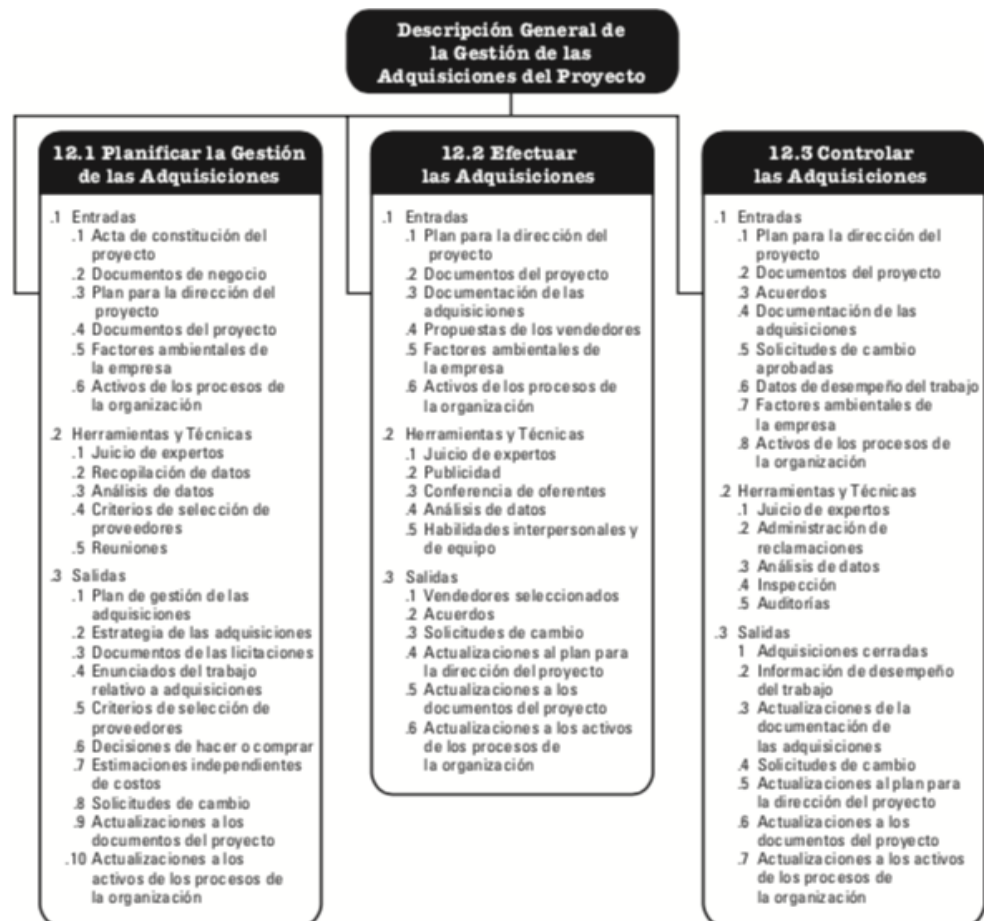 Descripción General de
la Gestión de las
Adquisiciones del Proyecto
12.1 Planificar la Gestión
de las Adquisiciones
.1 Entradas
.1 Acta de constitución del
proyecto
.2 Documentos de negocio
.3 Plan para la dirección del
proyecto
.4 Documentos del proyecto
.5 Factores ambientales de
la empresa
.6 Activos de los procesos de
la organización
.2 Herramientas y Técnicas
.1 Juicio de expertos
.2 Recopilación de datos
.3 Análisis de datos
.4 Criterios de selección de
proveedores
.5 Reuniones
.3 Salidas
.1 Plan de gestión de las
adquisiciones
.2 Estrategia de las adquisiciones
.3 Documentos de las licitaciones
.4 Enunciados del trabajo
relativo a adquisiciones
.5 Criterios de selección de
proveedores
.6 Decisiones de hacer o comprar
.7 Estimaciones independientes
de costos
.8 Solicitudes de cambio
.9 Actualizaciones a los
documentos del proyecto
.10 Actualizaciones a los
activos de los procesos de
la organización
12.2 Efectuar
las Adquisiciones
.1 Entradas
.1 Plan para la dirección del
proyecto
.2 Documentos del proyecto
.3 Documentación de las
adquisiciones
.4 Propuestas de los vendedores
.5 Factores ambientales de
la empresa
.6 Activos de los procesos de
la organización
.2 Herramientas y Técnicas
.1 Juicio de expertos
.2 Publicidad
.3 Conferencia de oferentes
.4 Análisis de datos
.5 Habilidades interpersonales y
de equipo
.3 Salidas
.1 Vendedores seleccionados
.2 Acuerdos
.3 Solicitudes de cambio
.4 Actualizaciones al plan para
la dirección del proyecto
.5 Actualizaciones a los
documentos del proyecto
.6 Actualizaciones a los activos
de los procesos de
la organización
12.3 Controlar
las Adquisiciones
.1 Entradas
.1 Plan para la dirección del
proyecto
.2 Documentos del proyecto
.3 Acuerdos
.4 Documentación de las
adquisiciones
.5 Solicitudes de cambio
aprobadas
.6 Datos de desempeño del trabajo
.7 Factores ambientales de
la empresa
.8 Activos de los procesos de
la organización
.2 Herramientas y Técnicas
.1 Juicio de expertos
.2 Administración de
reclamaciones
.3 Análisis de datos
.4 Inspección
.5 Auditorías
.3 Salidas
1 Adquisiciones cerradas
.2 Información de desempeño
del trabajo
.3 Actualizaciones de la
documentación de
las adquisiciones
.4 Solicitudes de cambio
.5 Actualizaciones al plan para
la dirección del proyecto
.6 Actualizaciones a los
documentos del proyecto
.7 Actualizaciones a los activos
de los procesos de
la organización